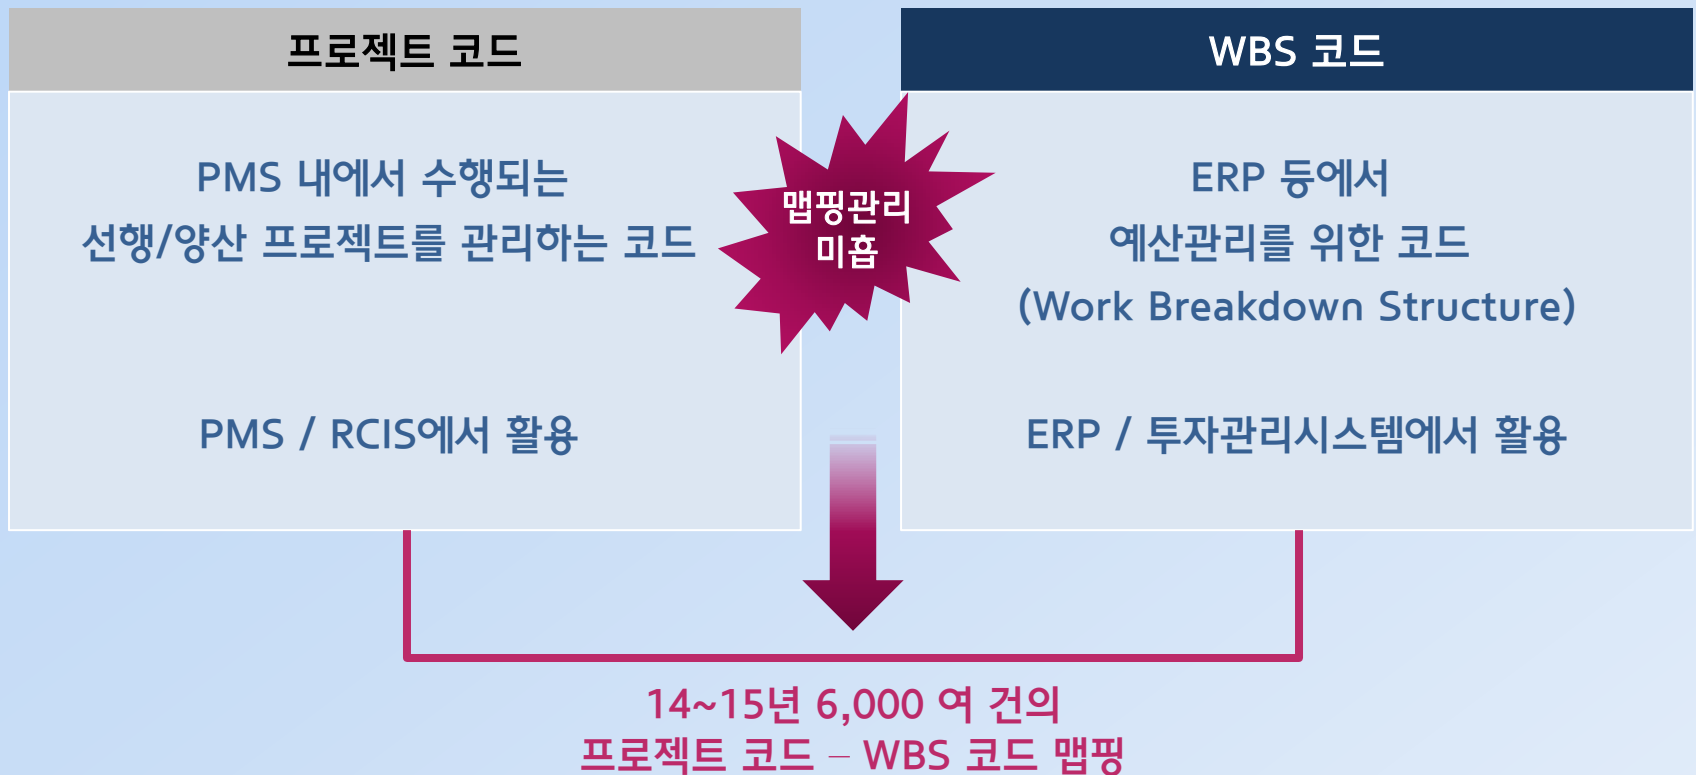 프로젝트 코드
PMS 내에서 수행되는
선행/양산 프로젝트를 관리하는 코드
PMS / RCIS에서 활용
맵핑관리
미흡
WBS 코드
ERP 등에서
예산관리를 위한 코드
(Work Breakdown Structure)
ERP / 투자관리시스템에서 활용
14~15년 6,000 여 건의
프로젝트 코드 – WBS 코드 맵핑